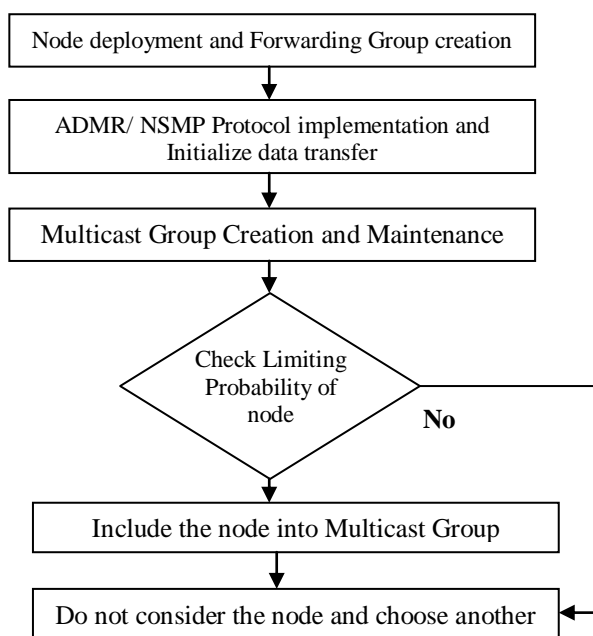 Node deployment and Forwarding Group creation
ADMR/ NSMP Protocol implementation and
Initialize data transfer
Multicast Group Creation and Maintenance
Check Limiting
Probability of
node
No
Include the node into Multicast Group
Do not consider the node and choose another